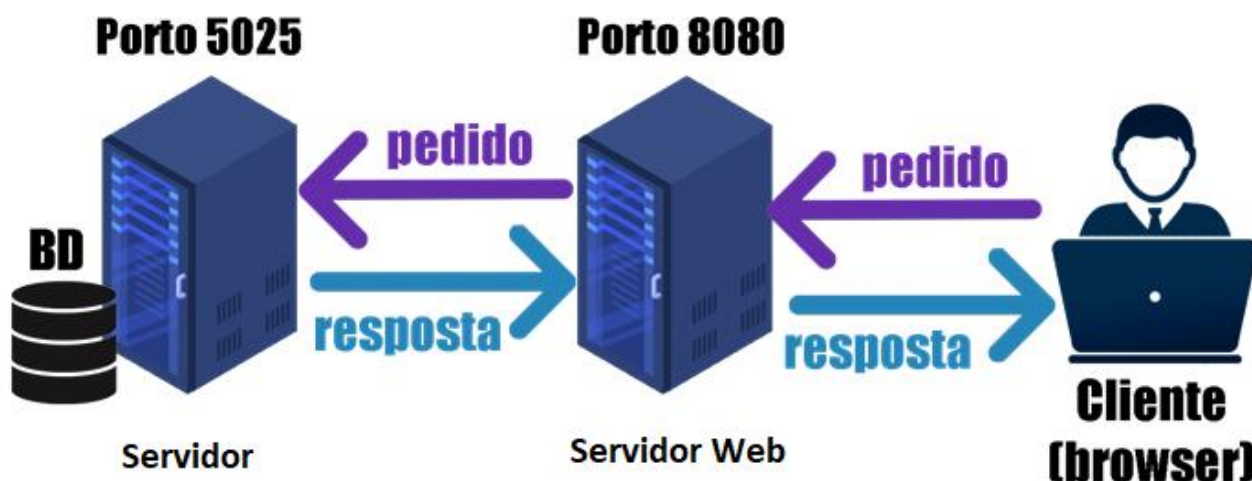 Porto 5025
Porto 8080
pedido
pedido
BD
resposta
resposta
Servidor
Servidor Web
Cliente
(browser)